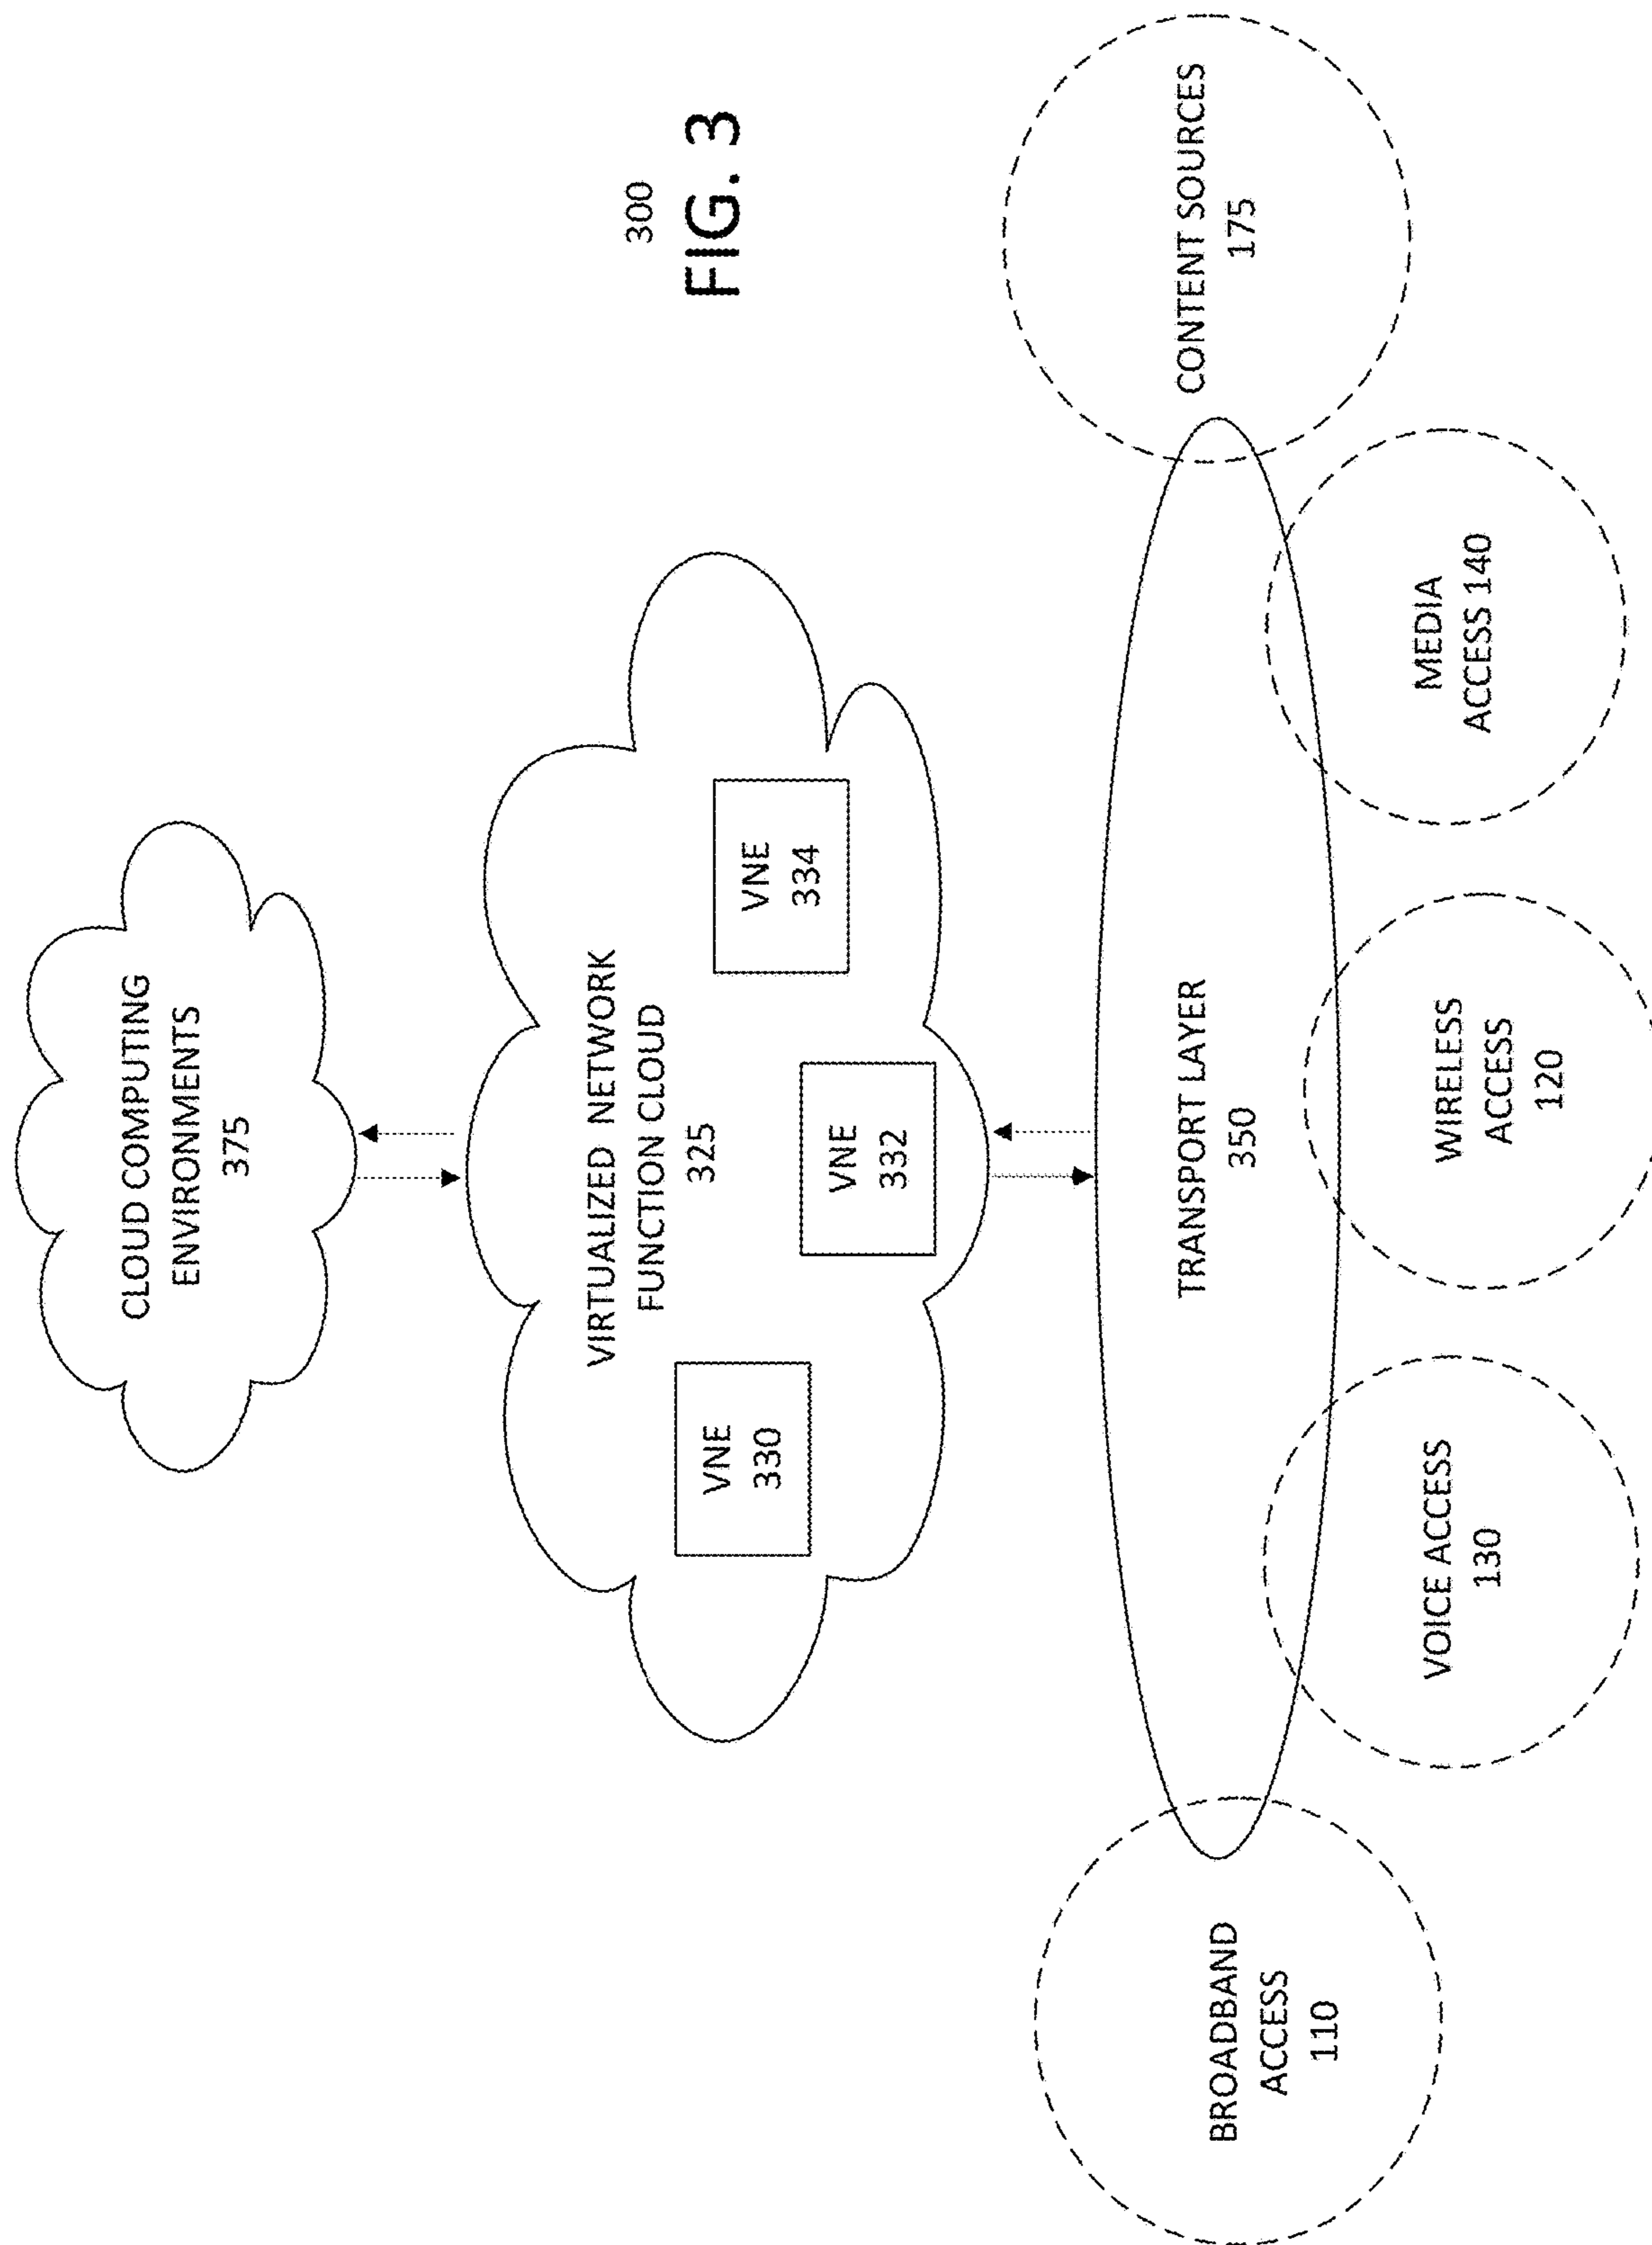 CLOUD COMPUTING
ENVIRONMENTS
375
VIRTUALIZED NETWORK
FUNCTION CLOUD
325
VNE
330
VNE
332
VNE
334
300
FIG. 3
TRANSPORT LAYER
350
BROADBAND
ACCESS
110
VOICE ACCESS
130
WIRELESS
ACCESS
120
MEDIA
ACCESS 140
CONTENT SOURCES
175